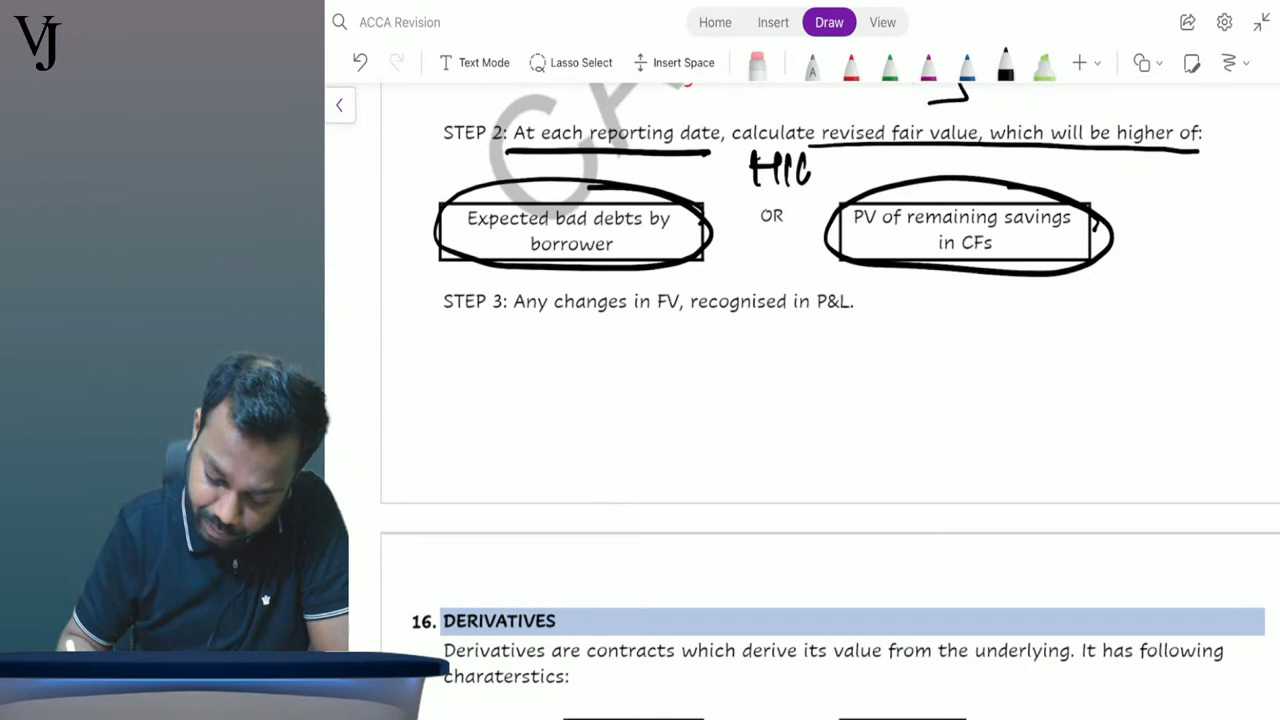 VJ
ACCA Revision
Home Insert Draw View
Text Mode Lasso Select Insert Space
STEP 2: At each reporting date, calculate revised fair value, which will be higher of:
Expected bad debts by
borrower
OR
PV of remaining savings
in CFs
STEP 3: Any changes in FV, recognised in P&L.
16. DERIVATIVES
Derivatives are contracts which derive its value from the underlying. It has following
charaterstics: